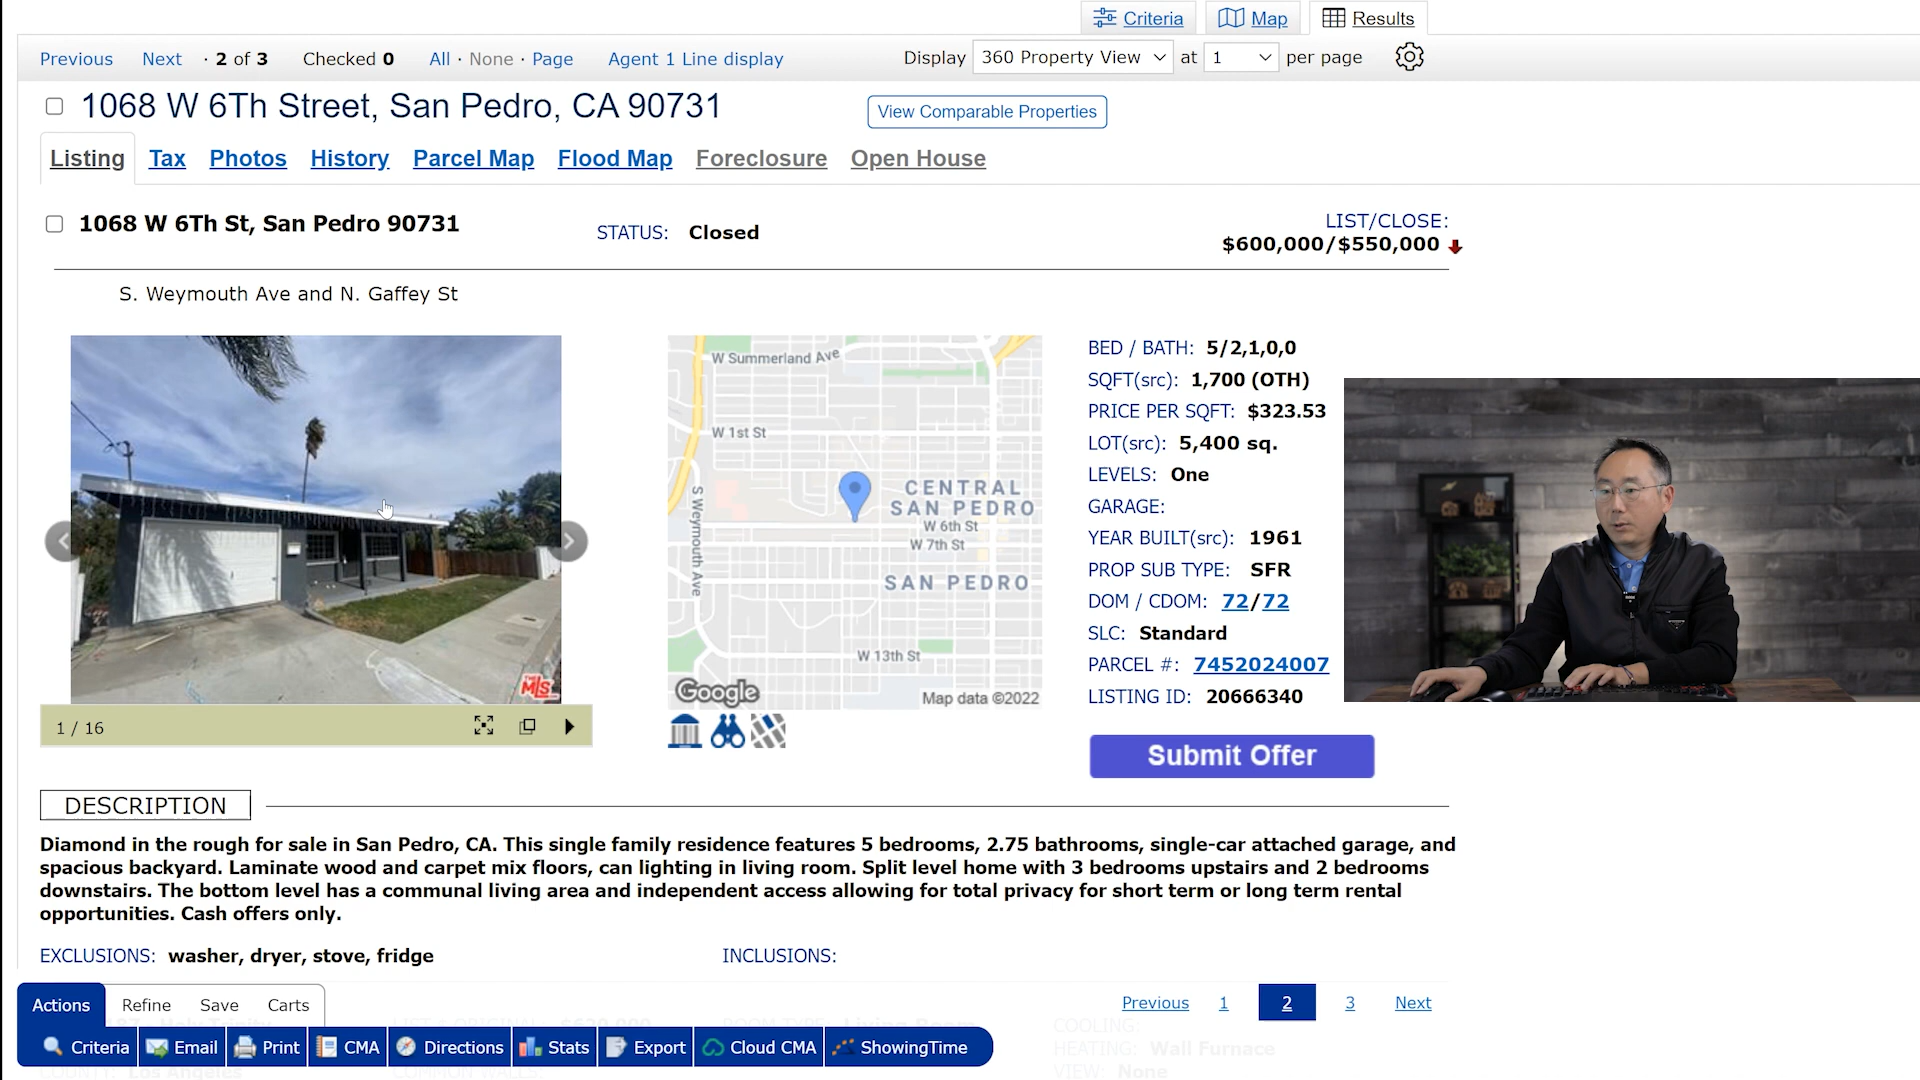 Criteria
Map
Results
Previous Next · 2 of 3 Checked 0 All · None · Page Agent 1 Line display Display 360 Property View at 1 per page
1068 W 6Th Street, San Pedro, CA 90731
View Comparable Properties
Listing Tax Photos History Parcel Map Flood Map Foreclosure Open House
1068 W 6Th St, San Pedro 90731
STATUS: Closed
LIST/CLOSE:
$600,000/$550,000
S. Weymouth Ave and N. Gaffey St
MLS
1 / 16
W Summerland Ave
W 1st St
S Weymouth Ave
CENTRAL
SAN PEDRO
W 6th St
W 7th St
SAN PEDRO
W 13th St
Google
Map data ©2022
BED / BATH: 5/2,1,0,0
SQFT(src): 1,700 (OTH)
PRICE PER SQFT: $323.53
LOT(src): 5,400 sq.
LEVELS: One
GARAGE:
YEAR BUILT(src): 1961
PROP SUB TYPE: SFR
DOM / CDOM: 72/72
SLC: Standard
PARCEL #: 7452024007
LISTING ID: 20666340
Submit Offer
DESCRIPTION
Diamond in the rough for sale in San Pedro, CA. This single family residence features 5 bedrooms, 2.75 bathrooms, single-car attached garage, and
spacious backyard. Laminate wood and carpet mix floors, can lighting in living room. Split level home with 3 bedrooms upstairs and 2 bedrooms
downstairs. The bottom level has a communal living area and independent access allowing for total privacy for short term or long term rental
opportunities. Cash offers only.
EXCLUSIONS: washer, dryer, stove, fridge
INCLUSIONS:
Actions Refine Save Carts
Previous 1 2 3 Next
COOLING:
Criteria Email Print CMA Directions Stats Export Cloud CMA ShowingTime
HEATING: Wall Furnace
COUNTY: Los Angeles
COMMON WALLS:
VIEW: None